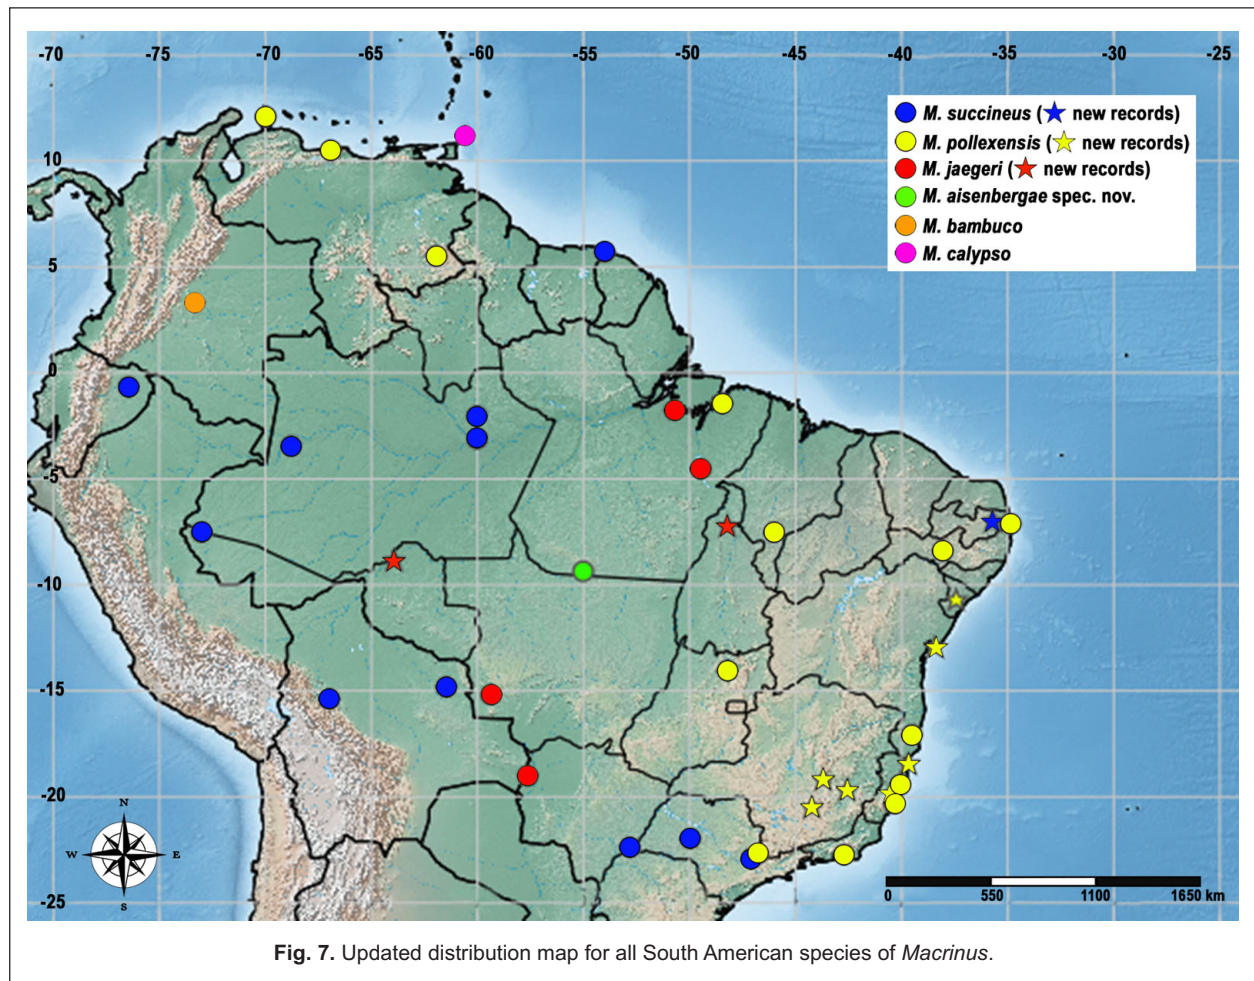 -70 -75 -70 -65 -60 -55 -50 -45 -40 -35 -30 -25
M. succineus ( new records)
M. pollexensis ( new records)
M. jaegeri ( new records)
M. aisenbergae spec. nov.
M. bambuco
M. calypso
10
5
0
-5
-10
-15
-20
-25
N
W E
S
0 550 1100 1650 km
Fig. 7. Updated distribution map for all South American species of Macrinus.